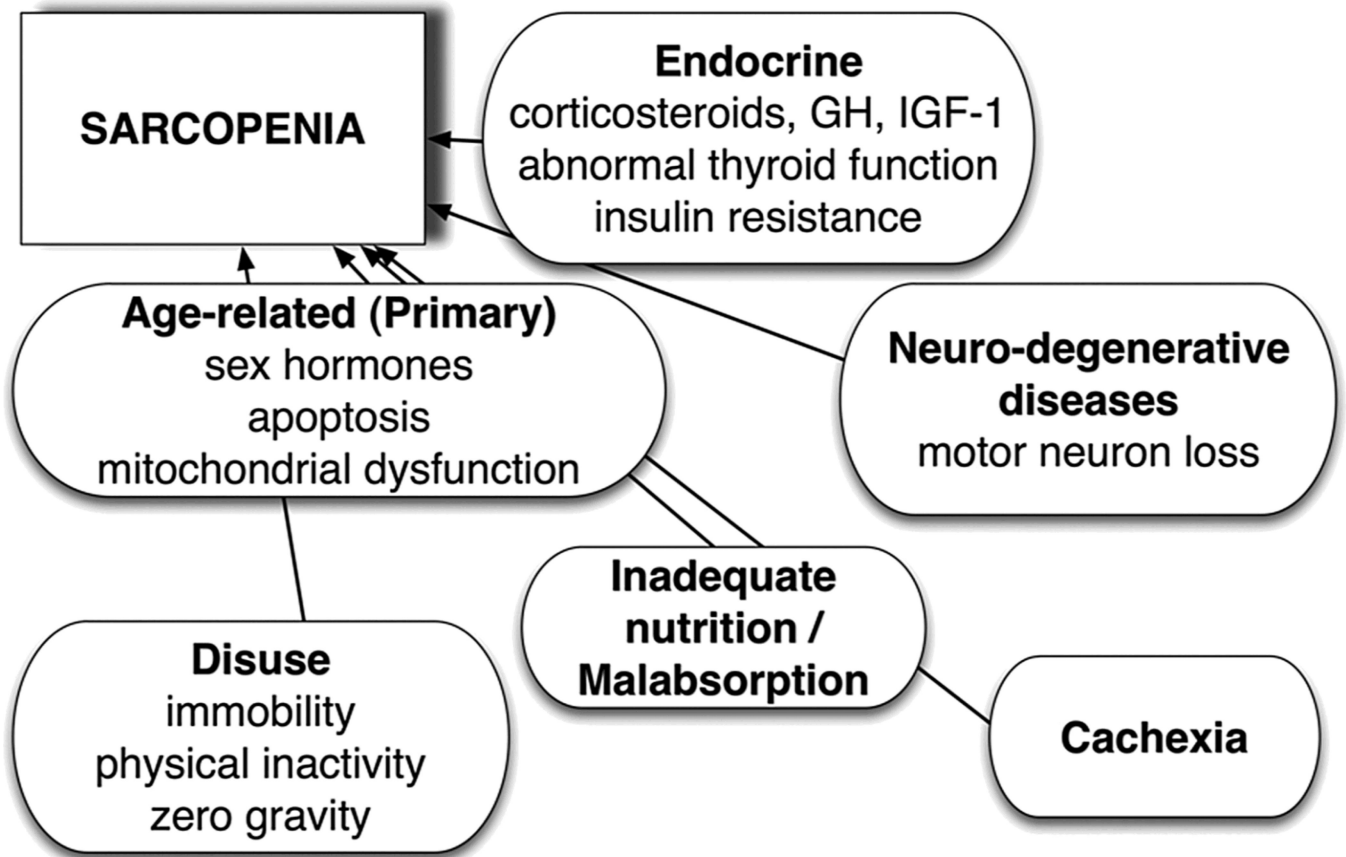 SARCOPENIA
Endocrine
corticosteroids, GH, IGF-1
abnormal thyroid function
insulin resistance
Age-related (Primary)
sex hormones
apoptosis
mitochondrial dysfunction
Neuro-degenerative
diseases
motor neuron loss
Inadequate
nutrition /
Malabsorption
Disuse
immobility
physical inactivity
zero gravity
Cachexia